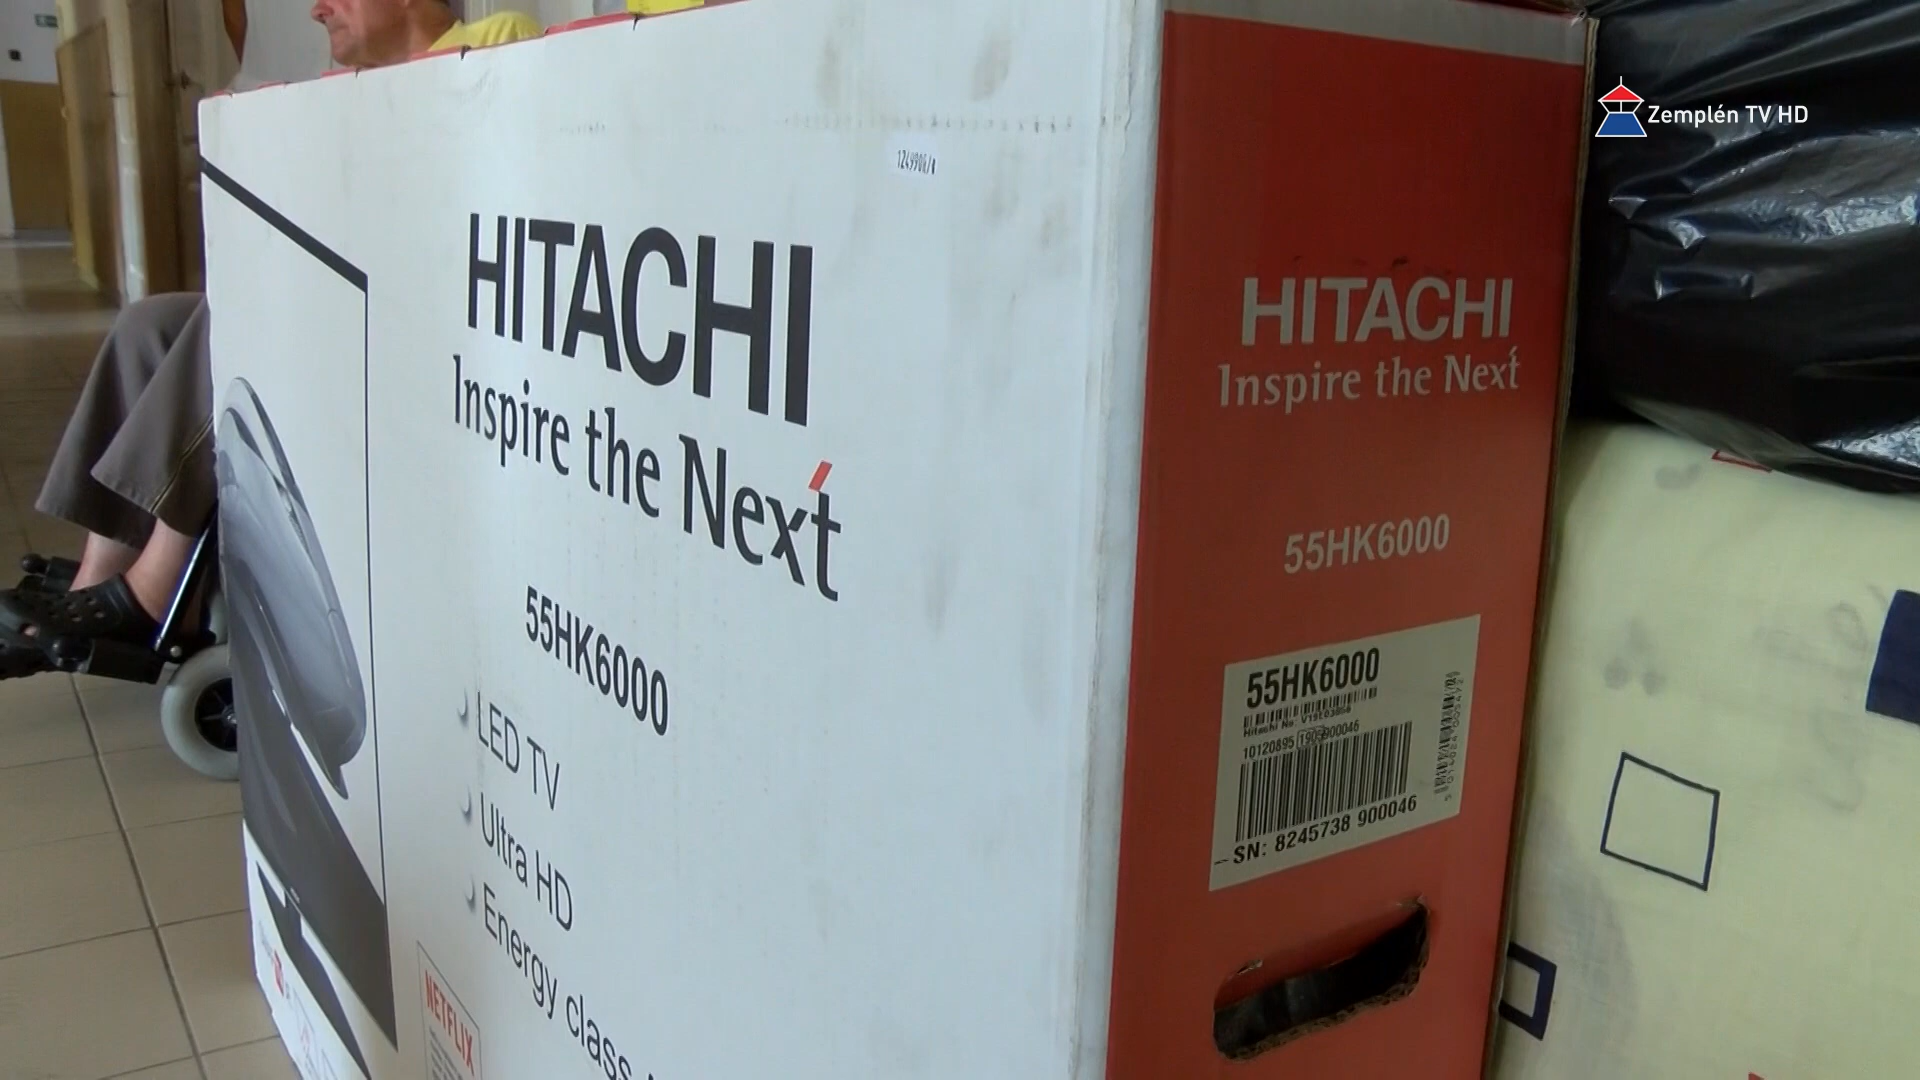 Zemplén TV HD
HITACHI
Inspire the Next
55HK6000
LED TV
Ultra HD
Energy class
NETFLIX
HITACHI
Inspire the Next
55HK6000
55HK6000
10120895 1905900046
SN: 8245738 900046